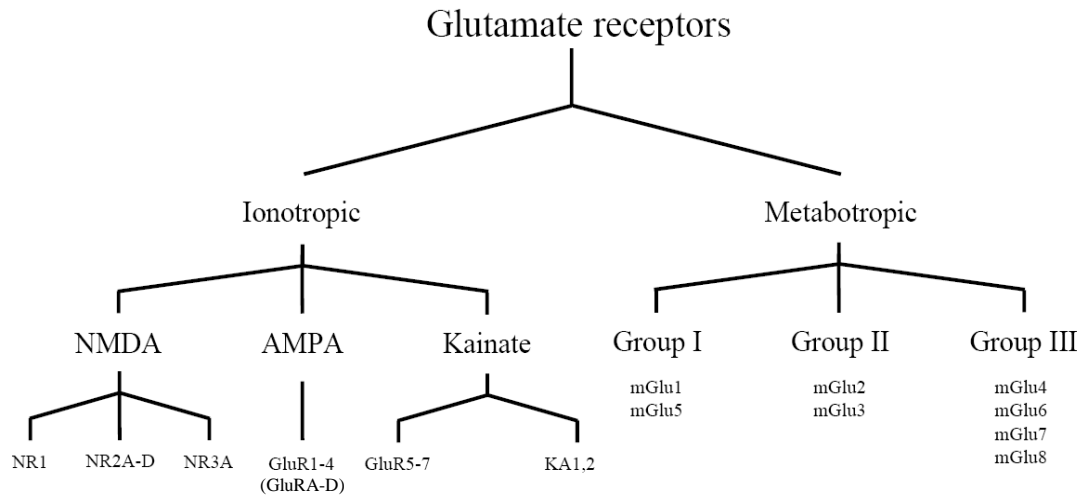 Glutamate receptors
Ionotropic
Metabotropic
NMDA
AMPA
Kainate
Group I
Group II
Group III
mGlu1
mGlu5
mGlu2
mGlu3
mGlu4
mGlu6
mGlu7
mGlu8
NR1
NR2A-D
NR3A
GluR1-4
(GluRA-D)
GluR5-7
KA1,2